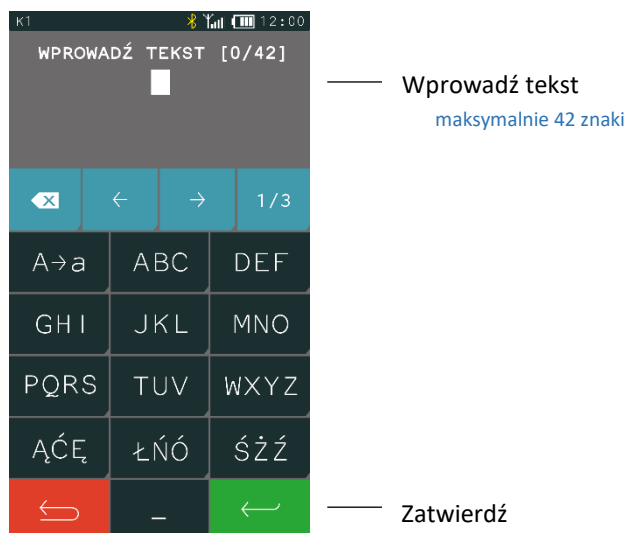 K1 12:00
WPROWADŹ TEKST [0/42]
Wprowadź tekst
maksymalnie 42 znaki
← → 1/3
A→a ABC DEF
GHI JKL MNO
PQRS TUV WXYZ
ĄĆĘ ŁŃÓ ŚŻŹ
_
Zatwierdź